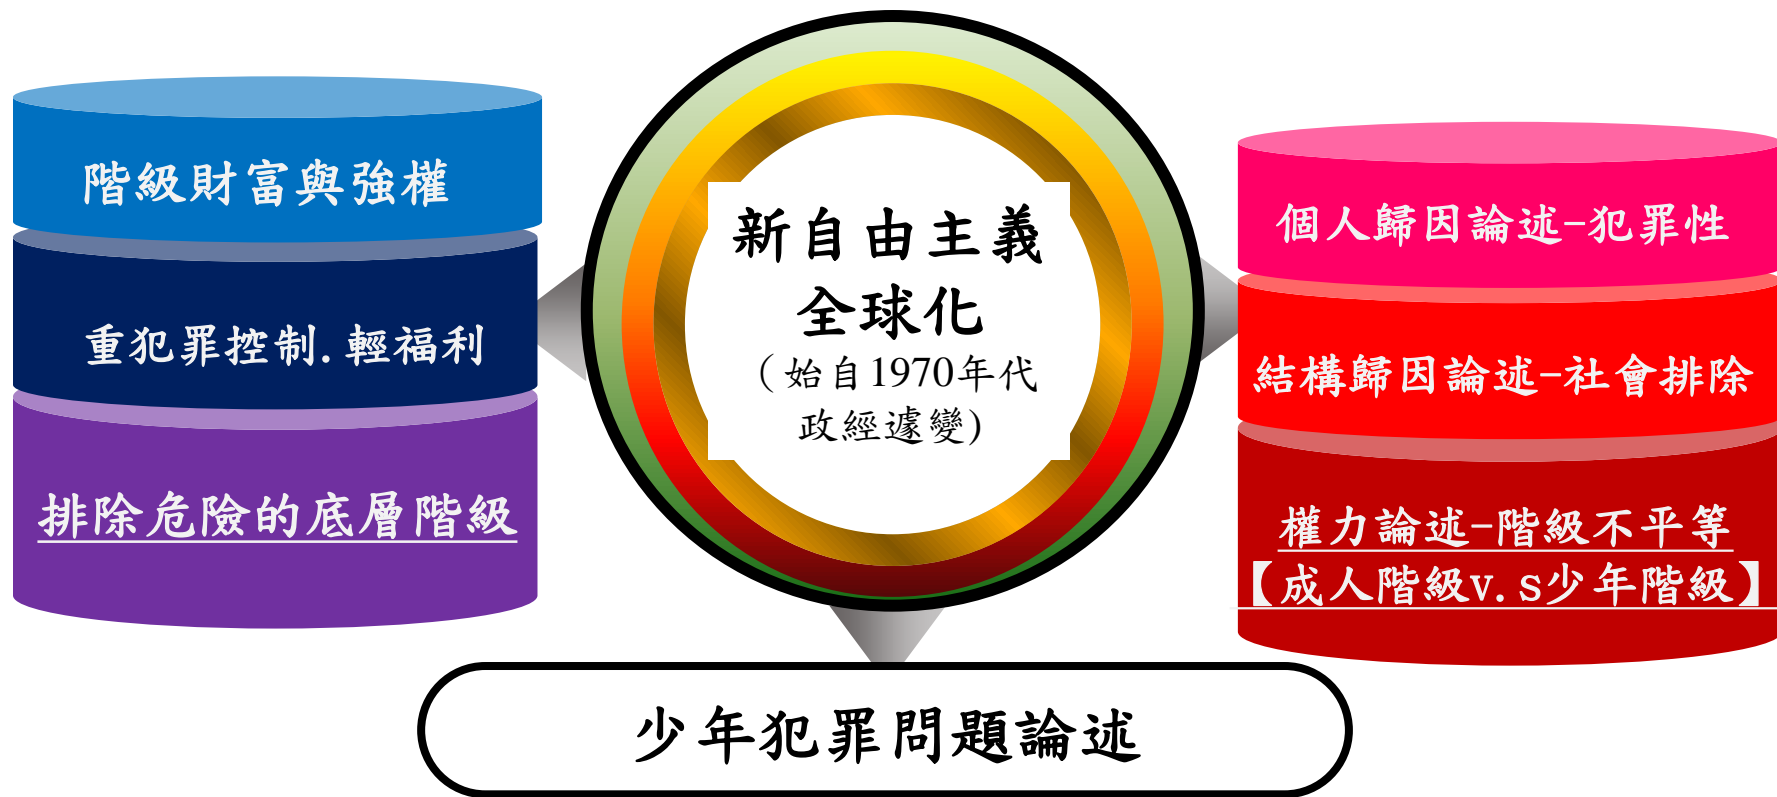 階級財富與強權
重犯罪控制.輕福利
排除危險的底層階級
新自由主義
全球化
（始自1970年代
政經遽變)
個人歸因論述-犯罪性
結構歸因論述-社會排除
權力論述-階級不平等
【成人階級v.s少年階級】
少年犯罪問題論述